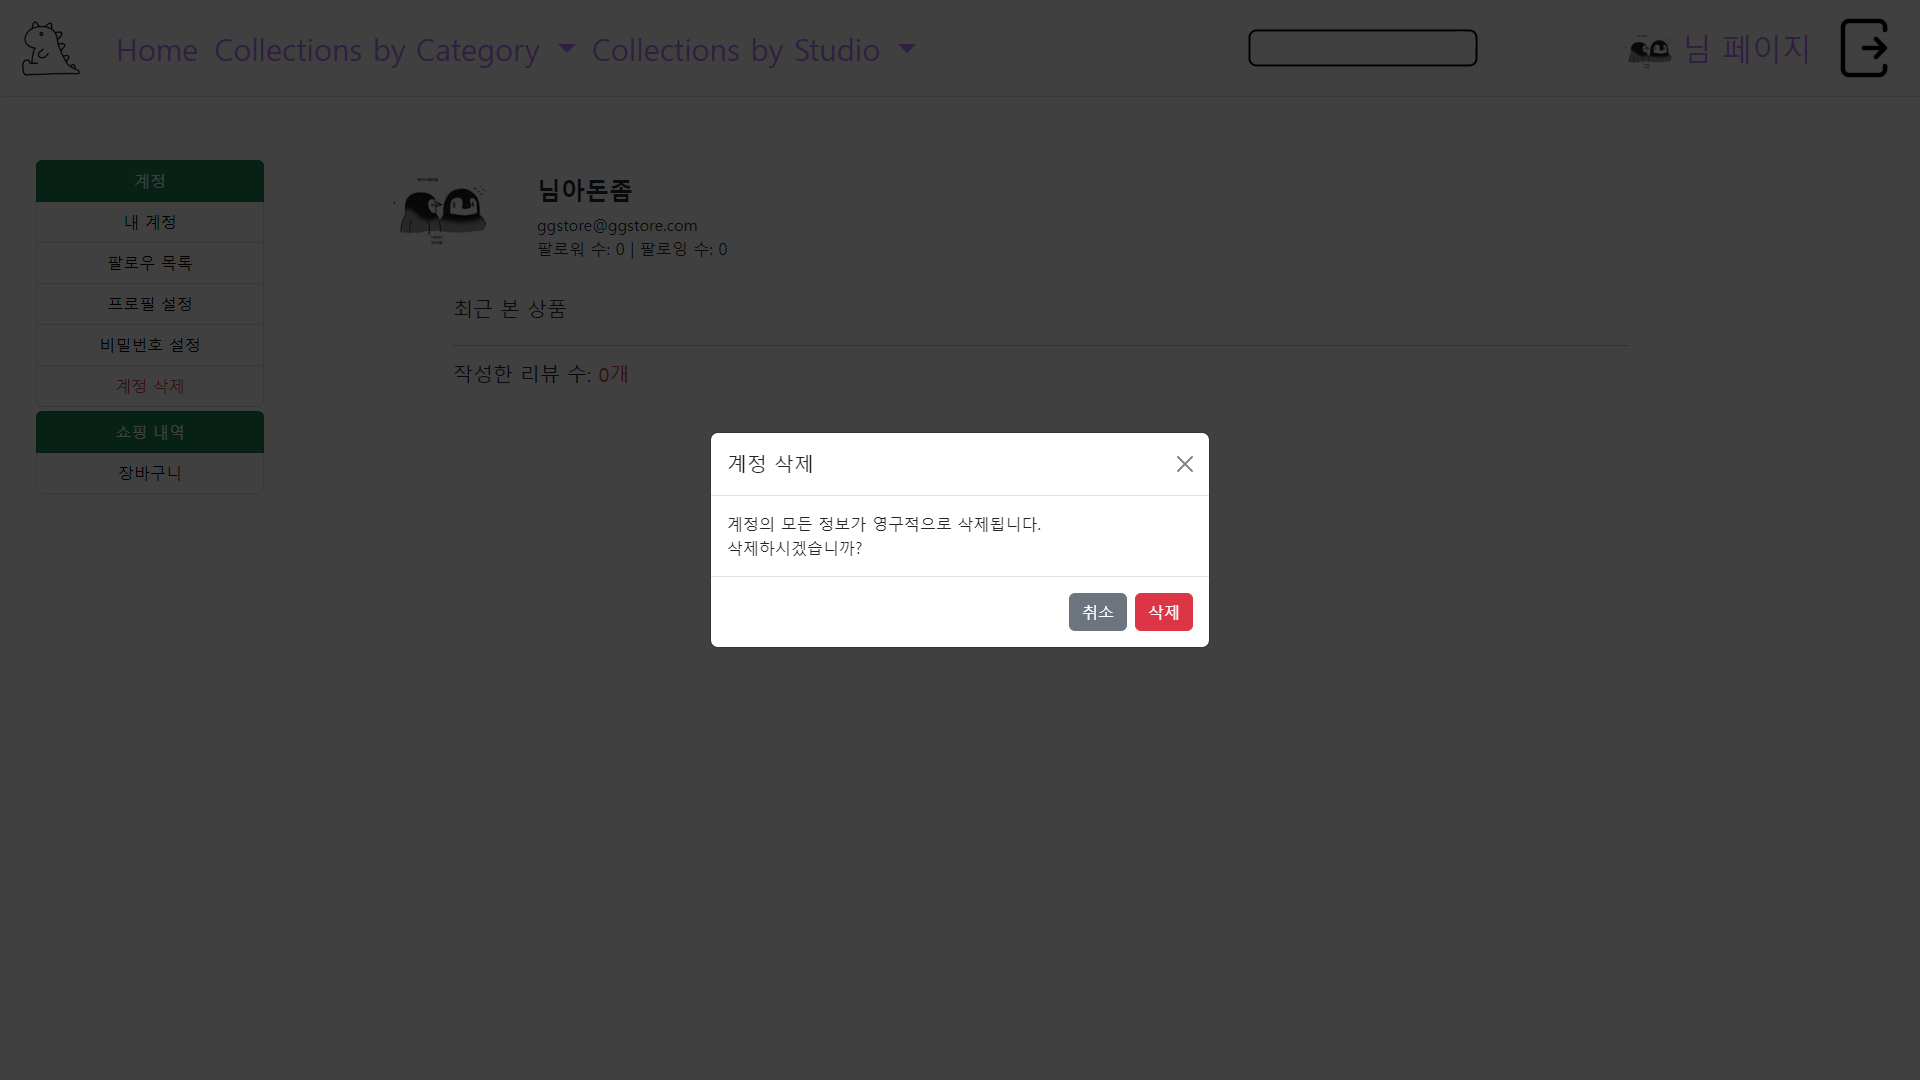 Home Collections by Category Collections by Studio 님 페이지
계정
내 계정
팔로우 목록
프로필 설정
비밀번호 설정
계정 삭제
쇼핑 내역
장바구니
님아돈좀
ggstore@ggstore.com
팔로워 수: 0 | 팔로잉 수: 0
최근 본 상품
작성한 리뷰 수: 0개
계정 삭제
계정의 모든 정보가 영구적으로 삭제됩니다.
삭제하시겠습니까?
취소 삭제